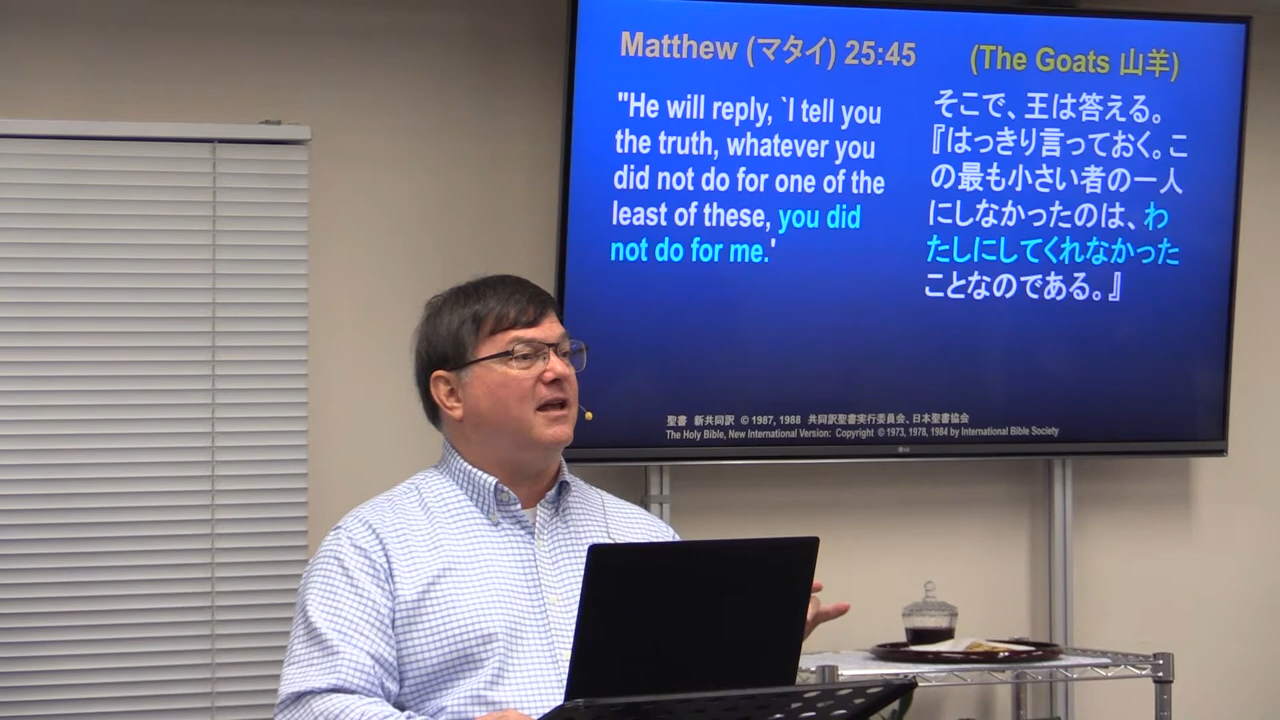 Matthew (マタイ) 25:45
"He will reply, `I tell you
the truth, whatever you
did not do for one of the
least of these, you did
not do for me.'
(The Goats 山羊)
そこで、王は答える。
『はっきり言っておく。こ
の最も小さい者の一人
にしなかったのは、わ
たしにしてくれなかった
ことなのである。』
聖書 新共同訳 © 1987, 1988 共同訳聖書実行委員会、日本聖書協会
The Holy Bible, New International Version: Copyright © 1973, 1978, 1984 by International Bible Society
LG